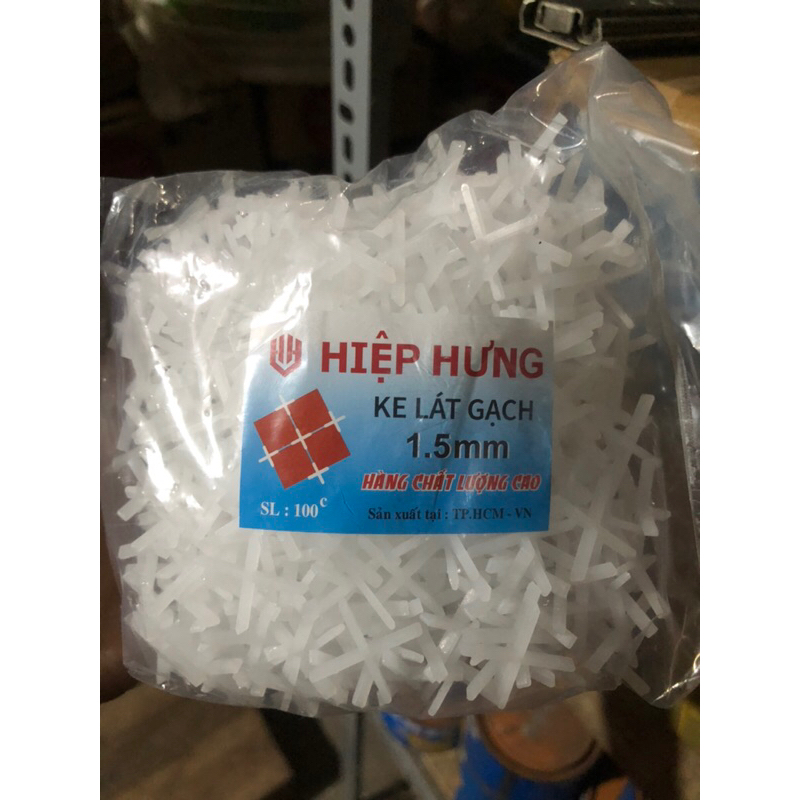 HIỆP HƯNG
KE LÁT GẠCH
1.5mm
HÀNG CHẤT LƯỢNG CAO
SL : 100c
Sản xuất tại : TP.HCM - VN